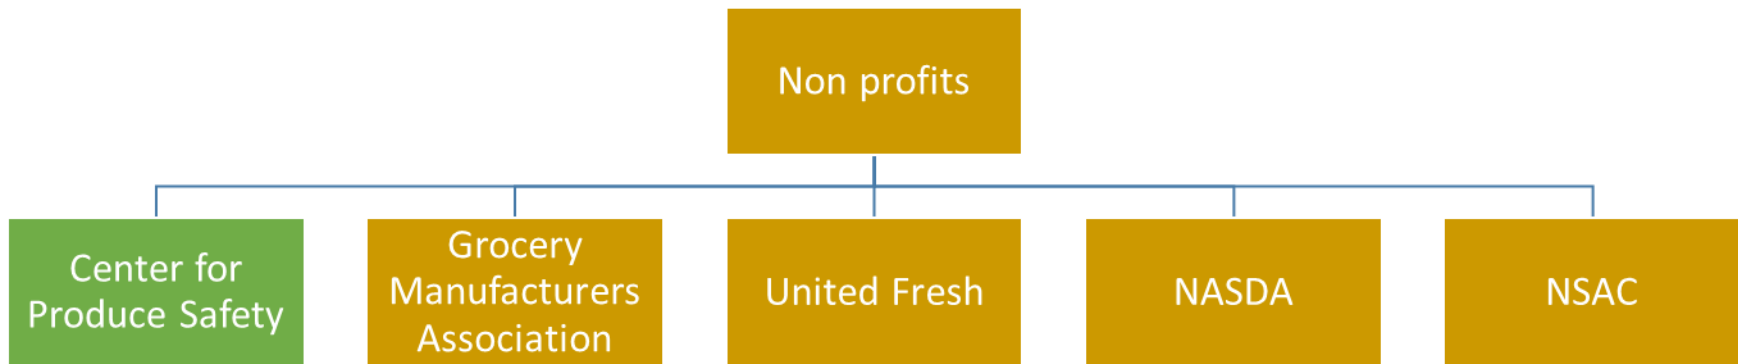 Non profits
Center for
Produce Safety
Grocery
Manufacturers
Association
United Fresh
NASDA
NSAC